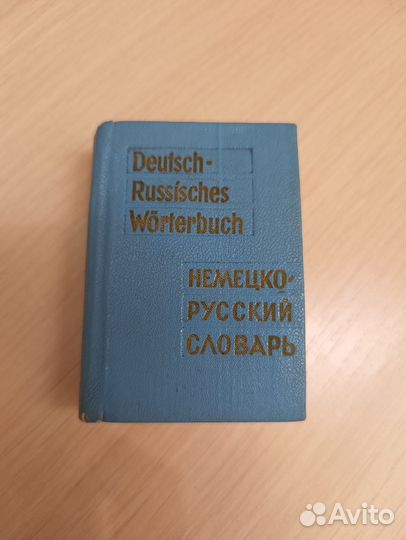 Deutsch-
Russisches
Wörterbuch
НЕМЕЦКО-
РУССКИЙ
СЛОВАРЬ
Avito